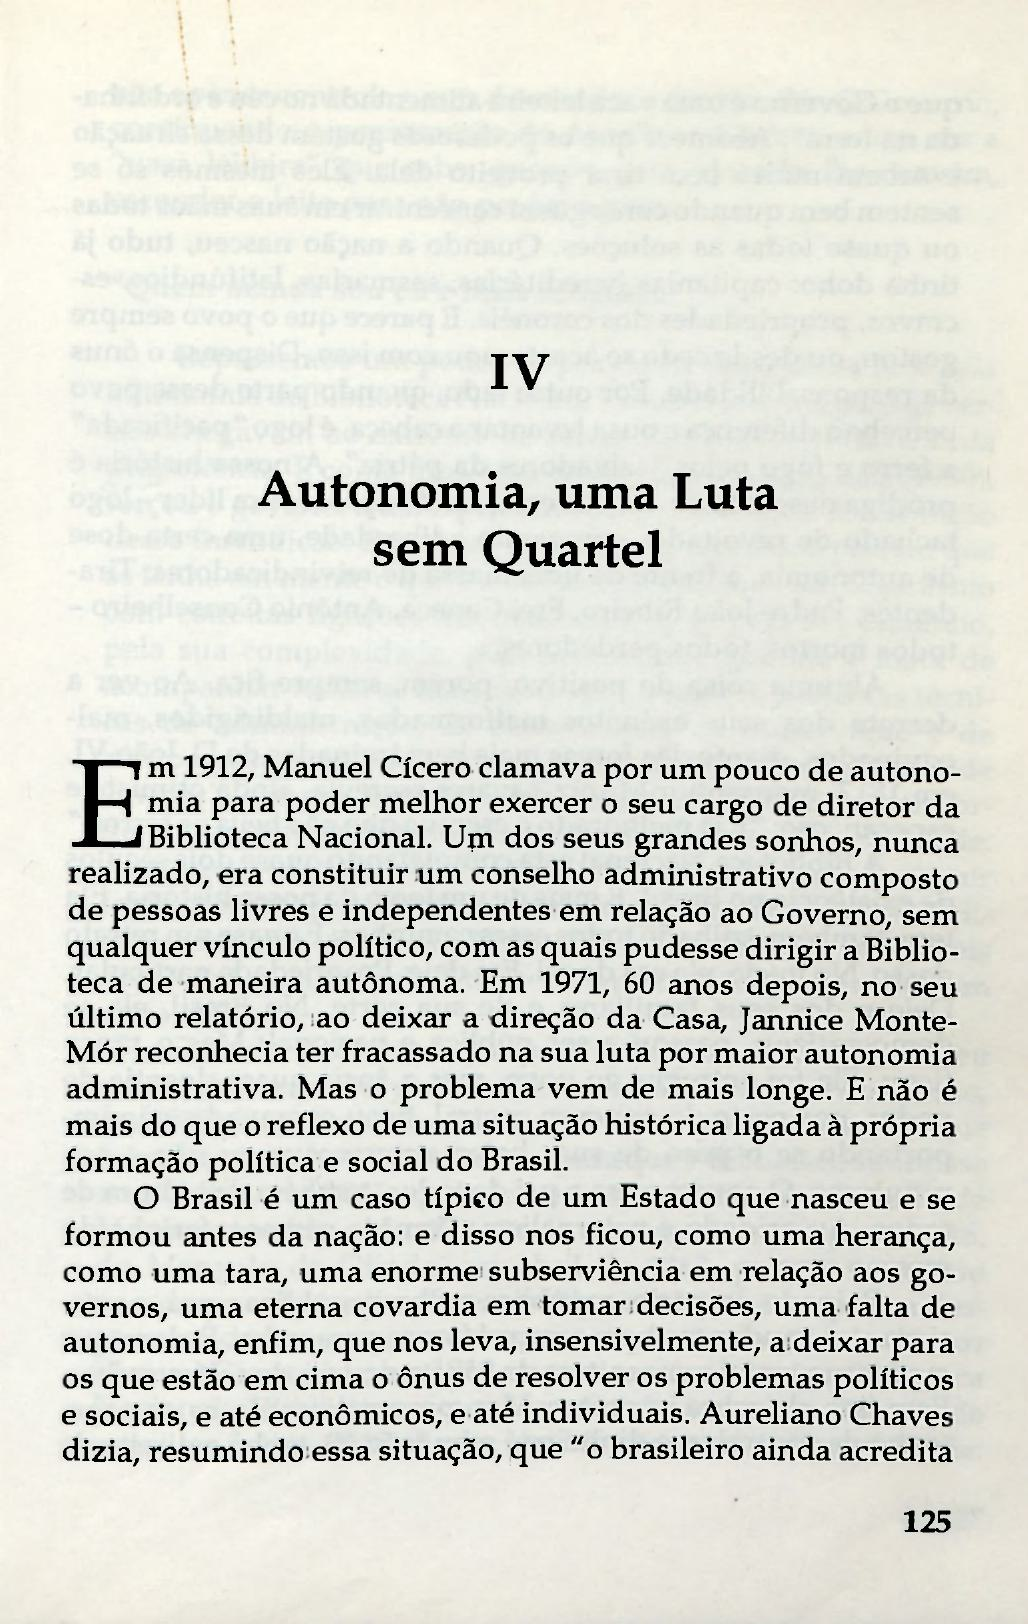 IV
Autonomia, uma Luta
sem Quartel
Em 1912, Manuel Cícero clamava por um pouco de autono-
mia para poder melhor exercer o seu cargo de diretor da
Biblioteca Nacional. Um dos seus grandes sonhos, nunca
realizado, era constituir um conselho administrativo composto
de pessoas livres e independentes em relação ao Governo, sem
qualquer vínculo político, com as quais pudesse dirigir a Biblio-
teca de maneira autônoma. Em 1971, 60 anos depois, no seu
último relatório, ao deixar a direção da Casa, Jannice Monte-
Mór reconhecia ter fracassado na sua luta por maior autonomia
administrativa. Mas o problema vem de mais longe. E não é
mais do que o reflexo de uma situação histórica ligada à própria
formação política e social do Brasil.
O Brasil é um caso típico de um Estado que nasceu e se
formou antes da nação: e disso nos ficou, como uma herança,
como uma tara, uma enorme subserviência em relação aos go-
vernos, uma eterna covardia em tomar decisões, uma falta de
autonomia, enfim, que nos leva, insensivelmente, a deixar para
os que estão em cima o ônus de resolver os problemas políticos
e sociais, e até econômicos, e até individuais. Aureliano Chaves
dizia, resumindo essa situação, que "o brasileiro ainda acredita
125